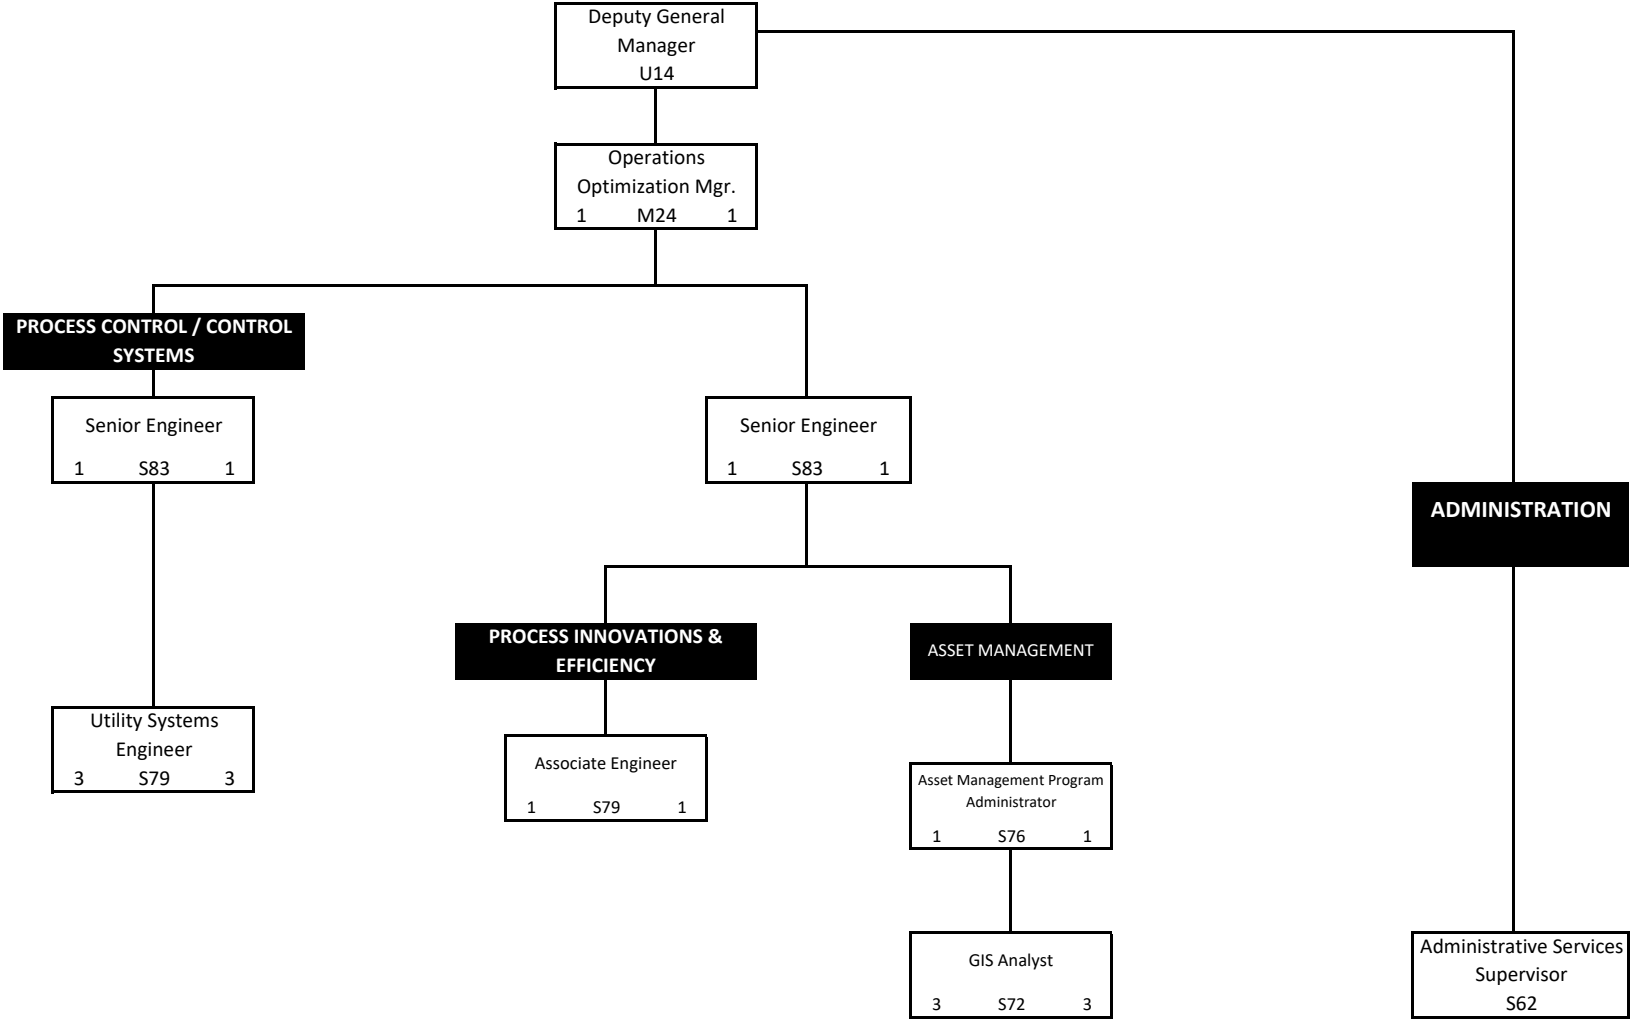 Deputy General
Manager
U14
Operations
Optimization Mgr.
1 M24 1
PROCESS CONTROL / CONTROL
SYSTEMS
Senior Engineer
1 S83 1
Senior Engineer
1 S83 1
ADMINISTRATION
PROCESS INNOVATIONS &
EFFICIENCY
ASSET MANAGEMENT
Utility Systems
Engineer
3 S79 3
Associate Engineer
1 S79 1
Asset Management Program
Administrator
1 S76 1
GIS Analyst
3 S72 3
Administrative Services
Supervisor
S62